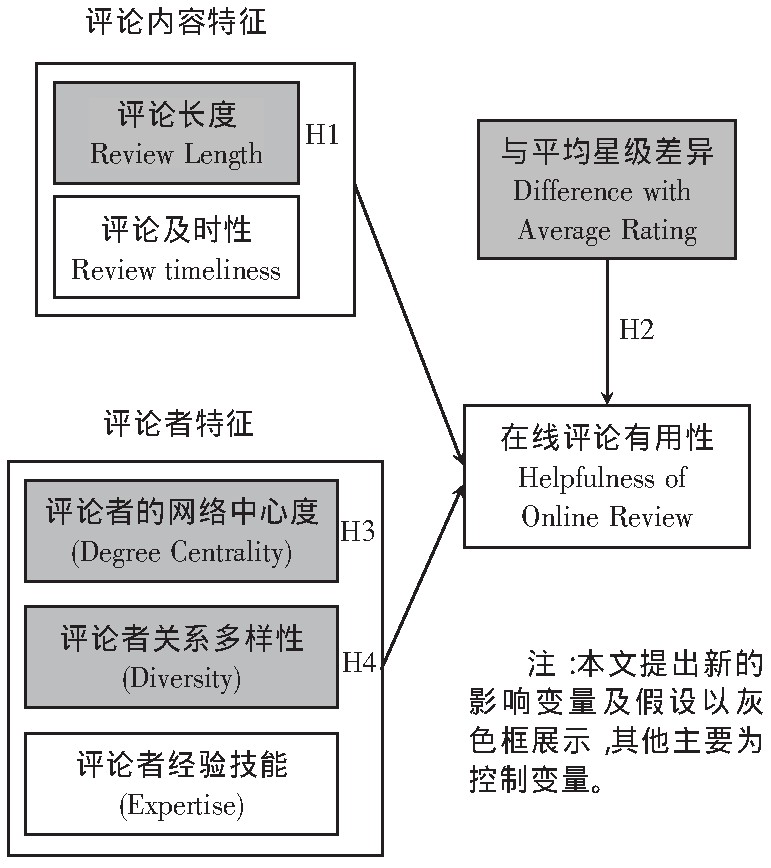 评论内容特征
评论长度
Review Length
H1
评论及时性
Review timeliness
与平均星级差异
Difference with
Average Rating
H2
评论者特征
评论者的网络中心度
(Degree Centrality)
H3
评论者关系多样性
(Diversity)
H4
评论者经验技能
(Expertise)
在线评论有用性
Helpfulness of
Online Review
注:本文提出新的
影响变量及假设以灰
色框展示,其他主要为
控制变量。